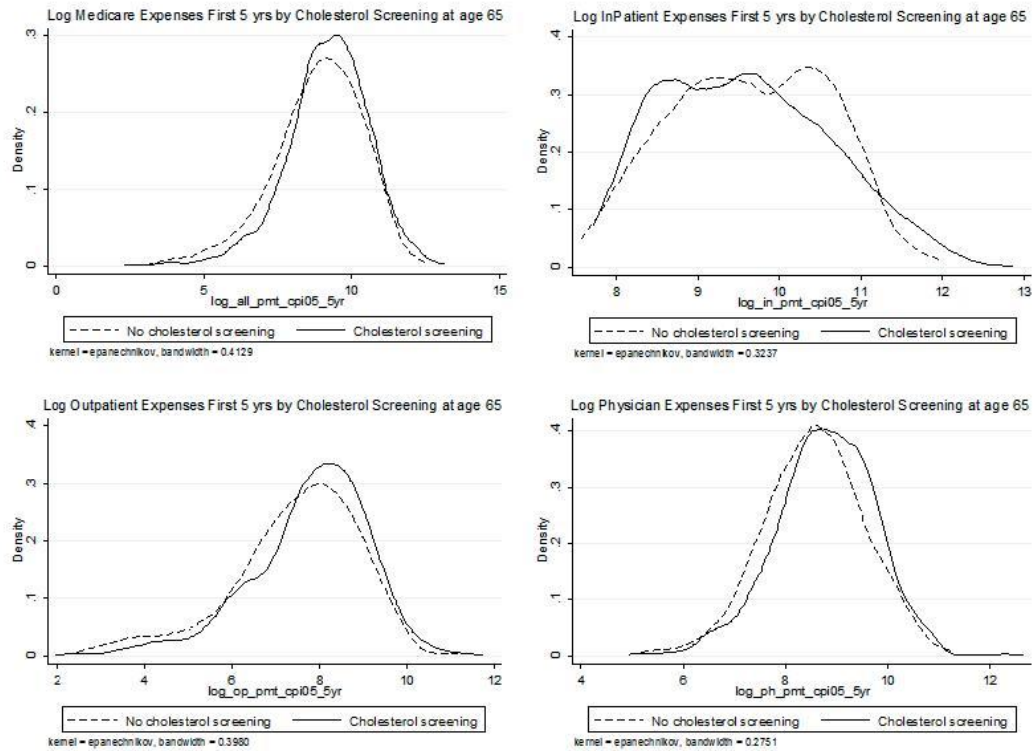 Log Medicare Expenses First 5 yrs by Cholesterol Screening at age 65
.3
.2
.1
0
Density
0 5 10 15
log_all_pmt_cpi05_5yr
No cholesterol screening Cholesterol screening
kernel = epanechnikov, bandwidth = 0.4129
Log InPatient Expenses First 5 yrs by Cholesterol Screening at age 65
.4
.3
.2
.1
0
Density
8 9 10 11 12 13
log_in_pmt_cpi05_5yr
No cholesterol screening Cholesterol screening
kernel = epanechnikov, bandwidth = 0.3237
Log Outpatient Expenses First 5 yrs by Cholesterol Screening at age 65
.4
.3
.2
.1
0
Density
2 4 6 8 10 12
log_op_pmt_cpi05_5yr
No cholesterol screening Cholesterol screening
kernel = epanechnikov, bandwidth = 0.3980
Log Physician Expenses First 5 yrs by Cholesterol Screening at age 65
.4
.3
.2
.1
0
Density
4 6 8 10 12
log_ph_pmt_cpi05_5yr
No cholesterol screening Cholesterol screening
kernel = epanechnikov, bandwidth = 0.2751